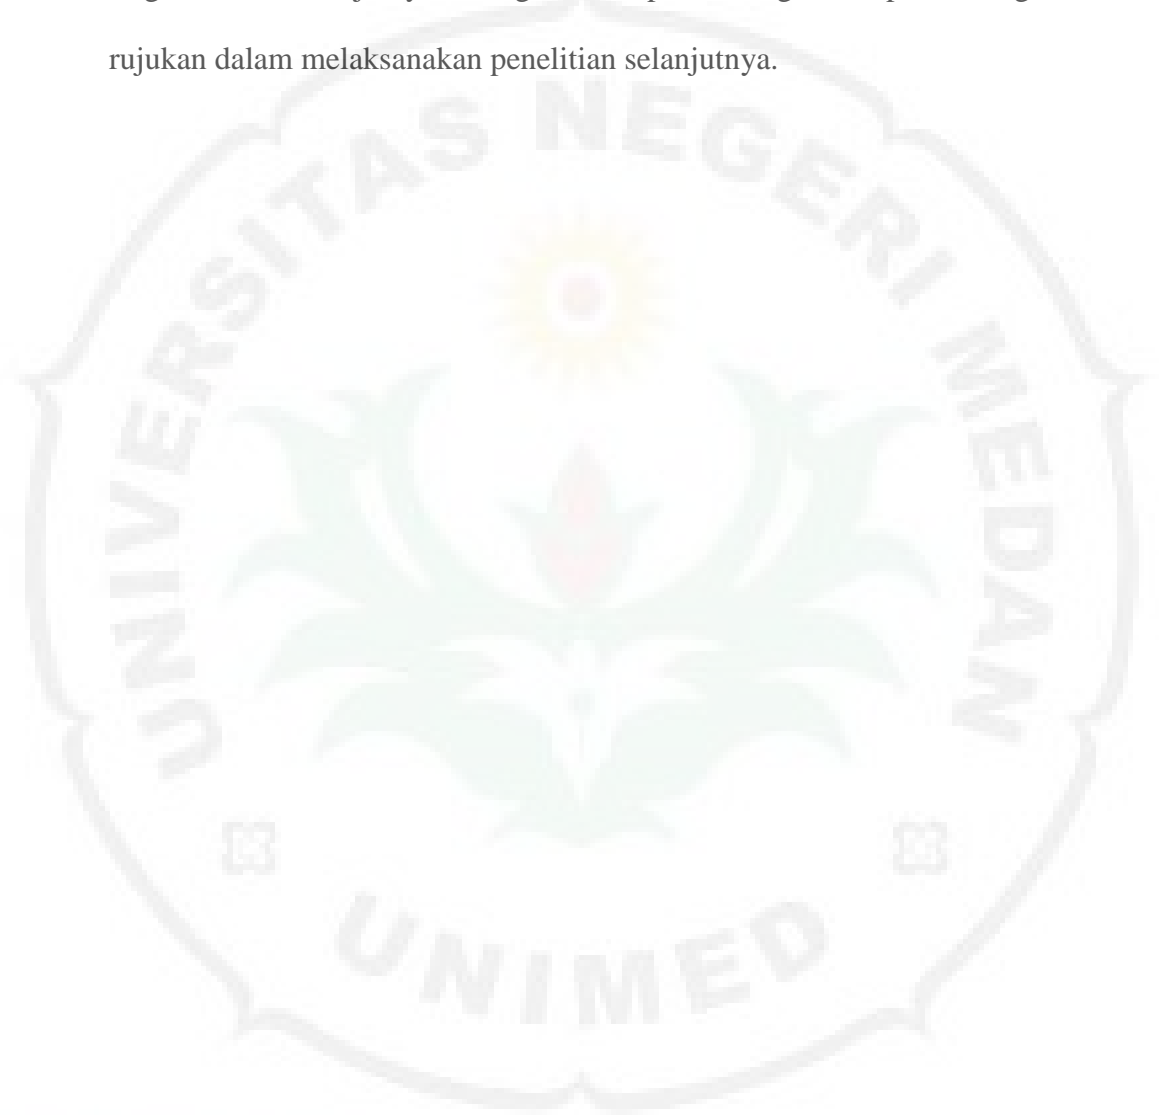 rujukan dalam melaksanakan penelitian selanjutnya.
UNIVERSITAS NEGERI MEDAN
UNIMED